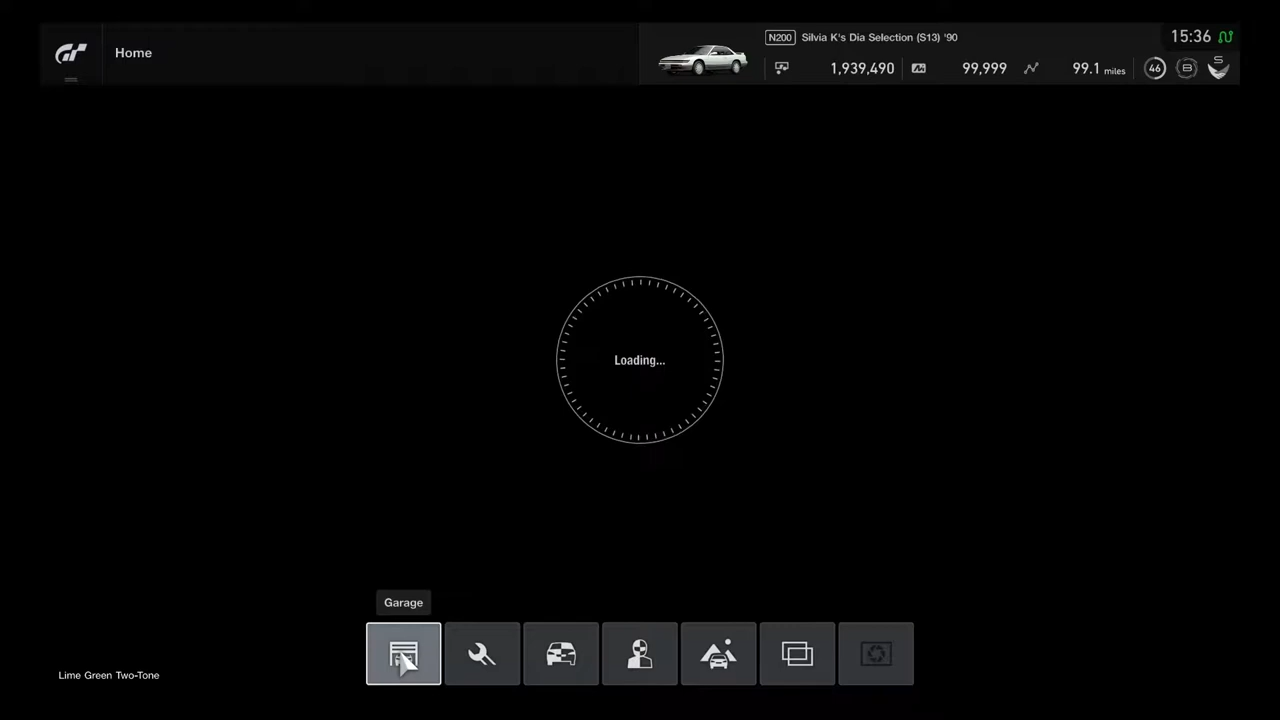 Home
N200 Silvia K's Dia Selection (S13) '90
15:36
1,939,490 99,999 99.1 miles 46 B S
Loading...
Garage
Lime Green Two-Tone